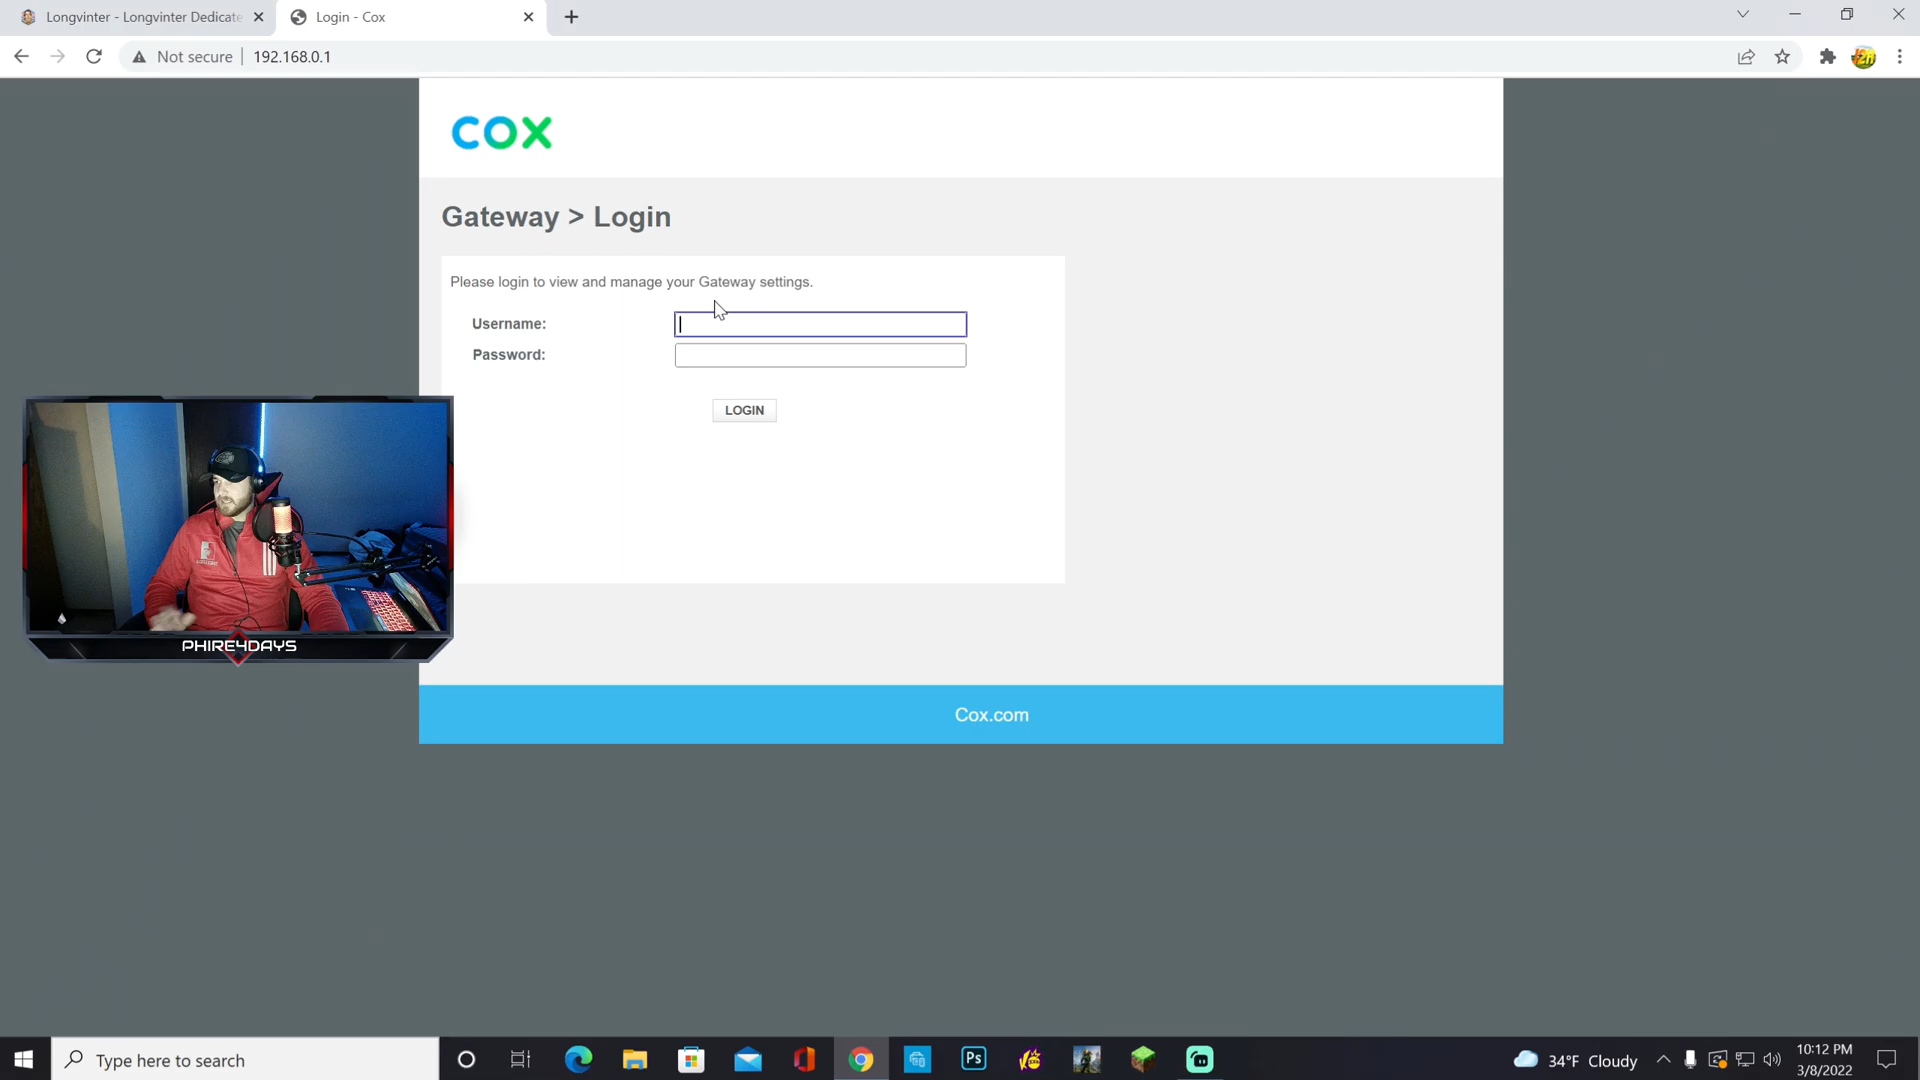 Longvinter - Longvinter Dedicate
Login - Cox
Not secure
192.168.0.1
COX
Gateway > Login
Please login to view and manage your Gateway settings.
Username:
Password:
LOGIN
PHIRE4DAYS
Cox.com
Type here to search
Ps
34°F Cloudy
10:12 PM
3/8/2022